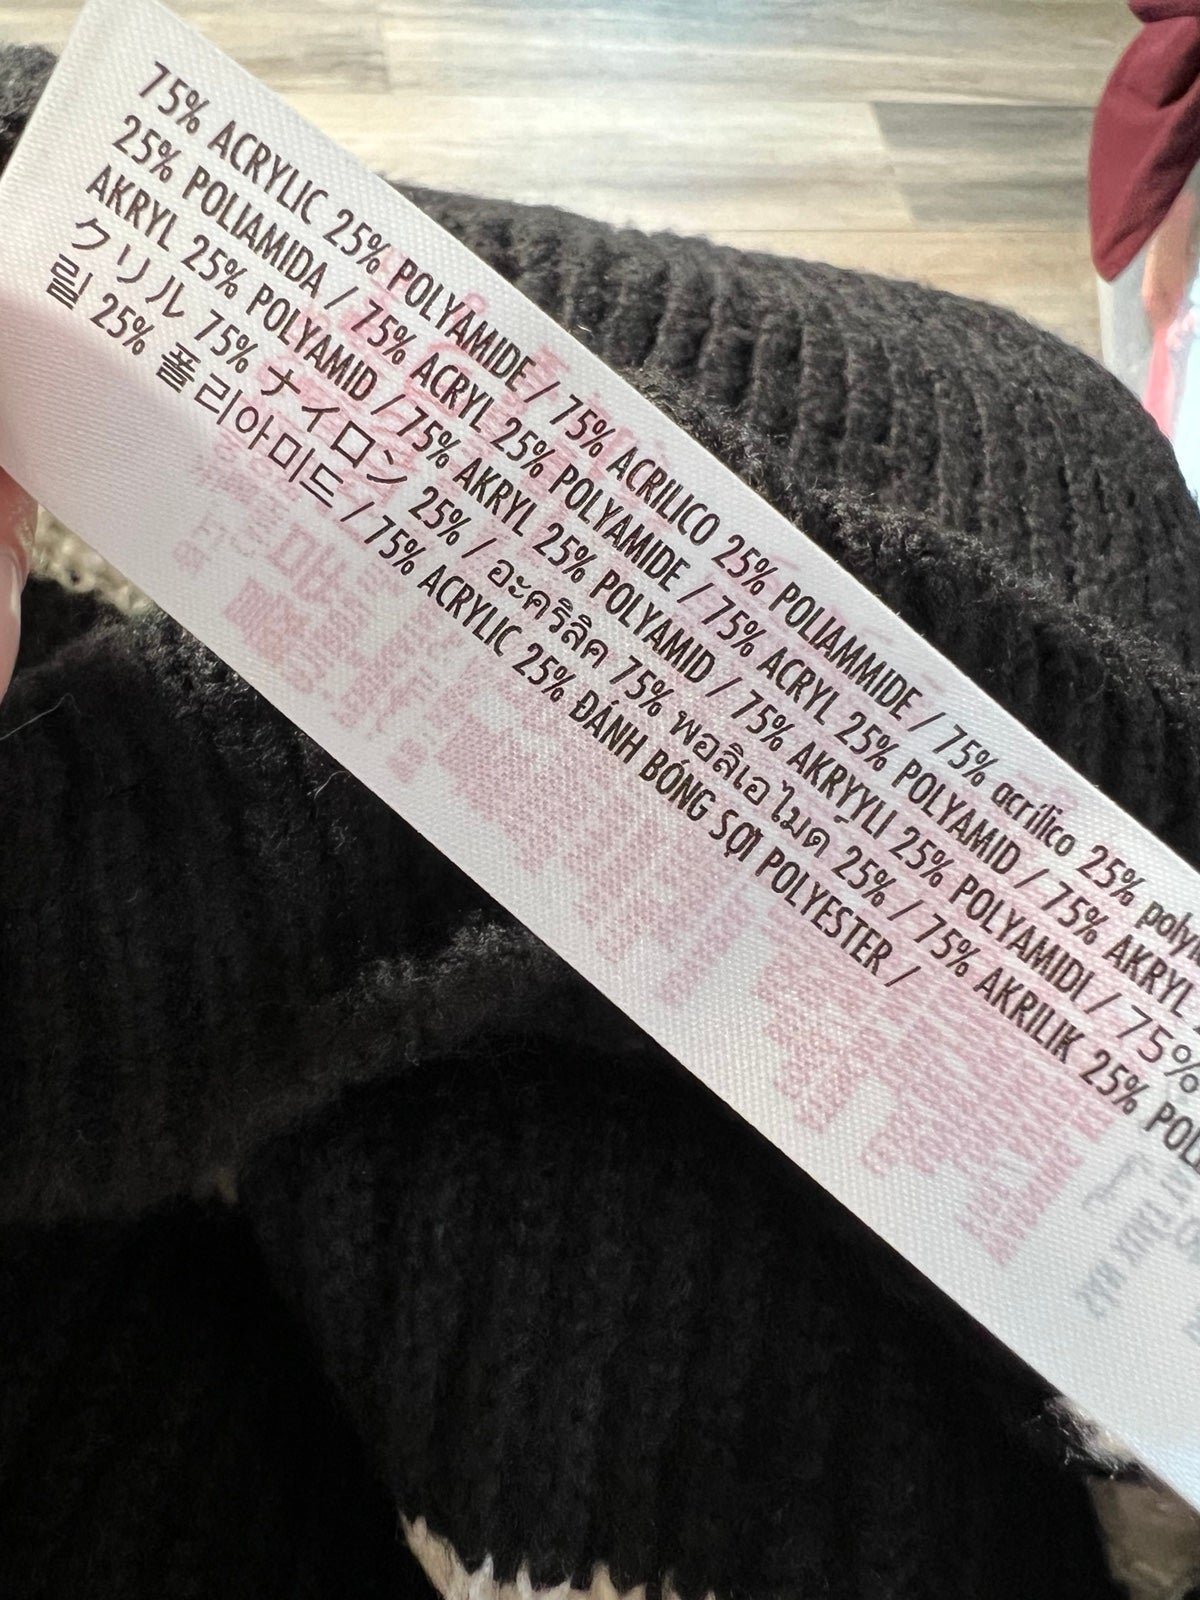 75% ACRYLIC 25% POLYAMIDE / 75% ACRILICO 25% POLIAMMIDE / 75% acrílico 25%
25% POLIAMIDA / 75% ACRYL 25% POLYAMIDE / 75% ACRYL 25% POLYAMID / 75% AKRYL
AKRYL 25% POLYAMID / 75% AKRYL 25% POLYAMID / 75% AKRYYLI 25% POLYAMIDI / 75%
クリル 75% ナイロン 25% / อะคริลิค 75% พอลิเอไมด์ 25% / 75% AKRILIK 25%
릴 25% 폴리아미드 / 75% ACRYLIC 25% ĐÁNH BÓNG SỢI POLYESTER /